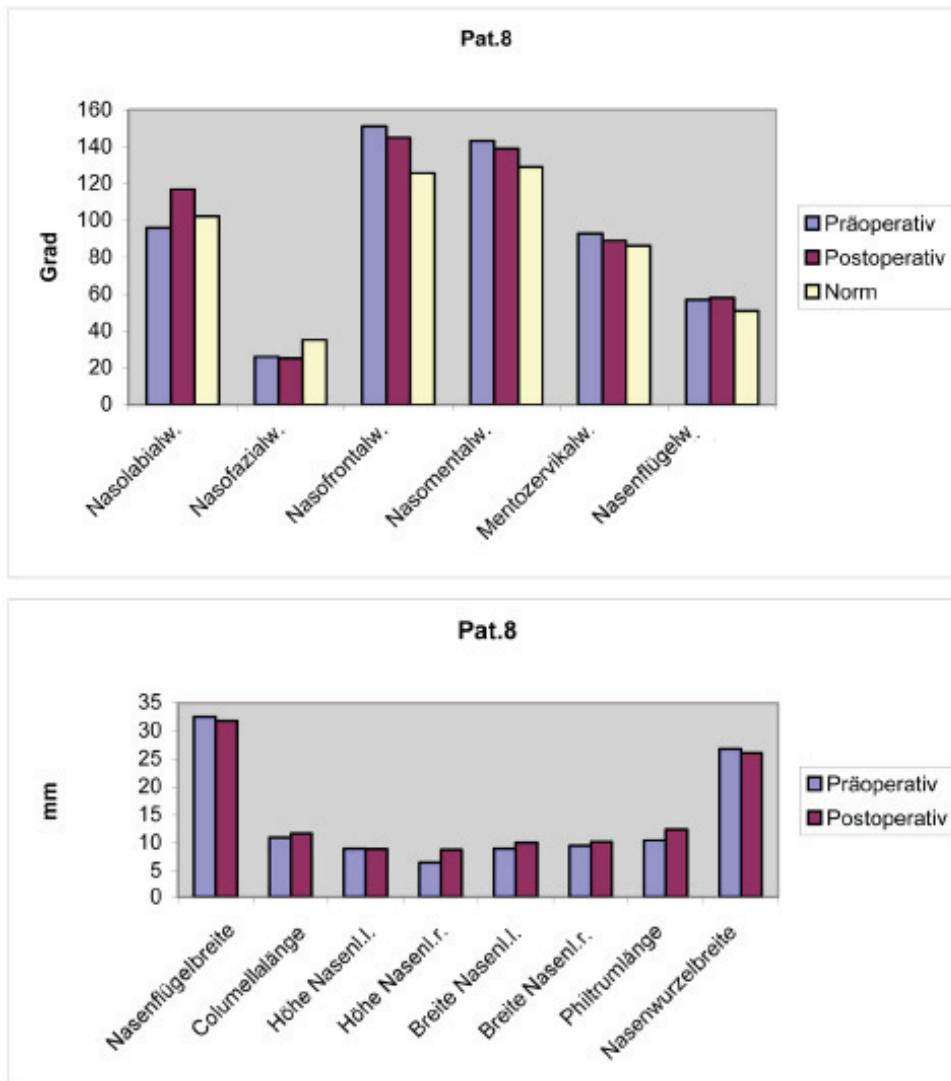 Pat.8
160
140
120
100
80
60
40
20
0
Grad
Nasolabialw.
Nasofazialw.
Nasofrontalw.
Nasomentalw.
Mentozervikalw.
Nasenflügelw.
Präoperativ
Postoperativ
Norm
Pat.8
35
30
25
20
15
10
5
0
mm
Nasenflügelbreite
Columellalänge
Höhe Nasenl.l.
Höhe Nasenl.r.
Breite Nasenl.l.
Breite Nasenl.r.
Philtrumlänge
Nasenwurzelbreite
Präoperativ
Postoperativ